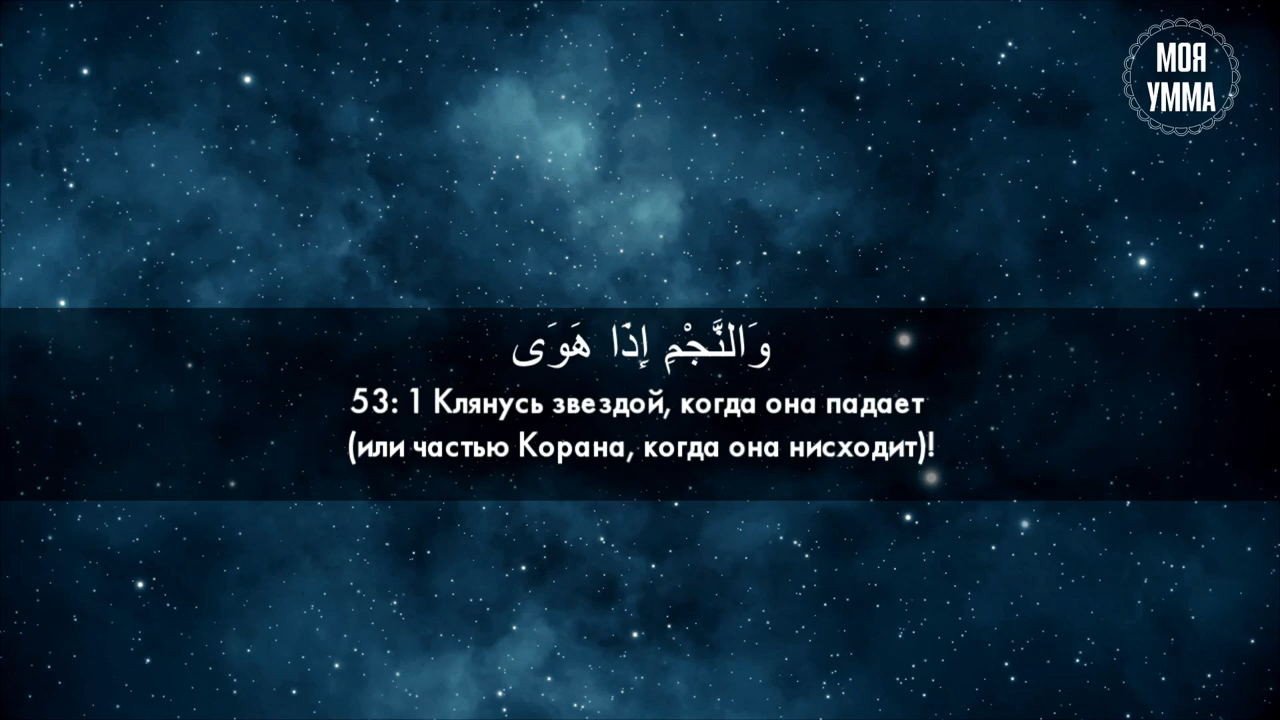 МОЯ
УММА
وَالنَّجْمِ إِذَا هَوَى
53: 1 Клянусь звездой, когда она падает
(или частью Корана, когда она нисходит)!